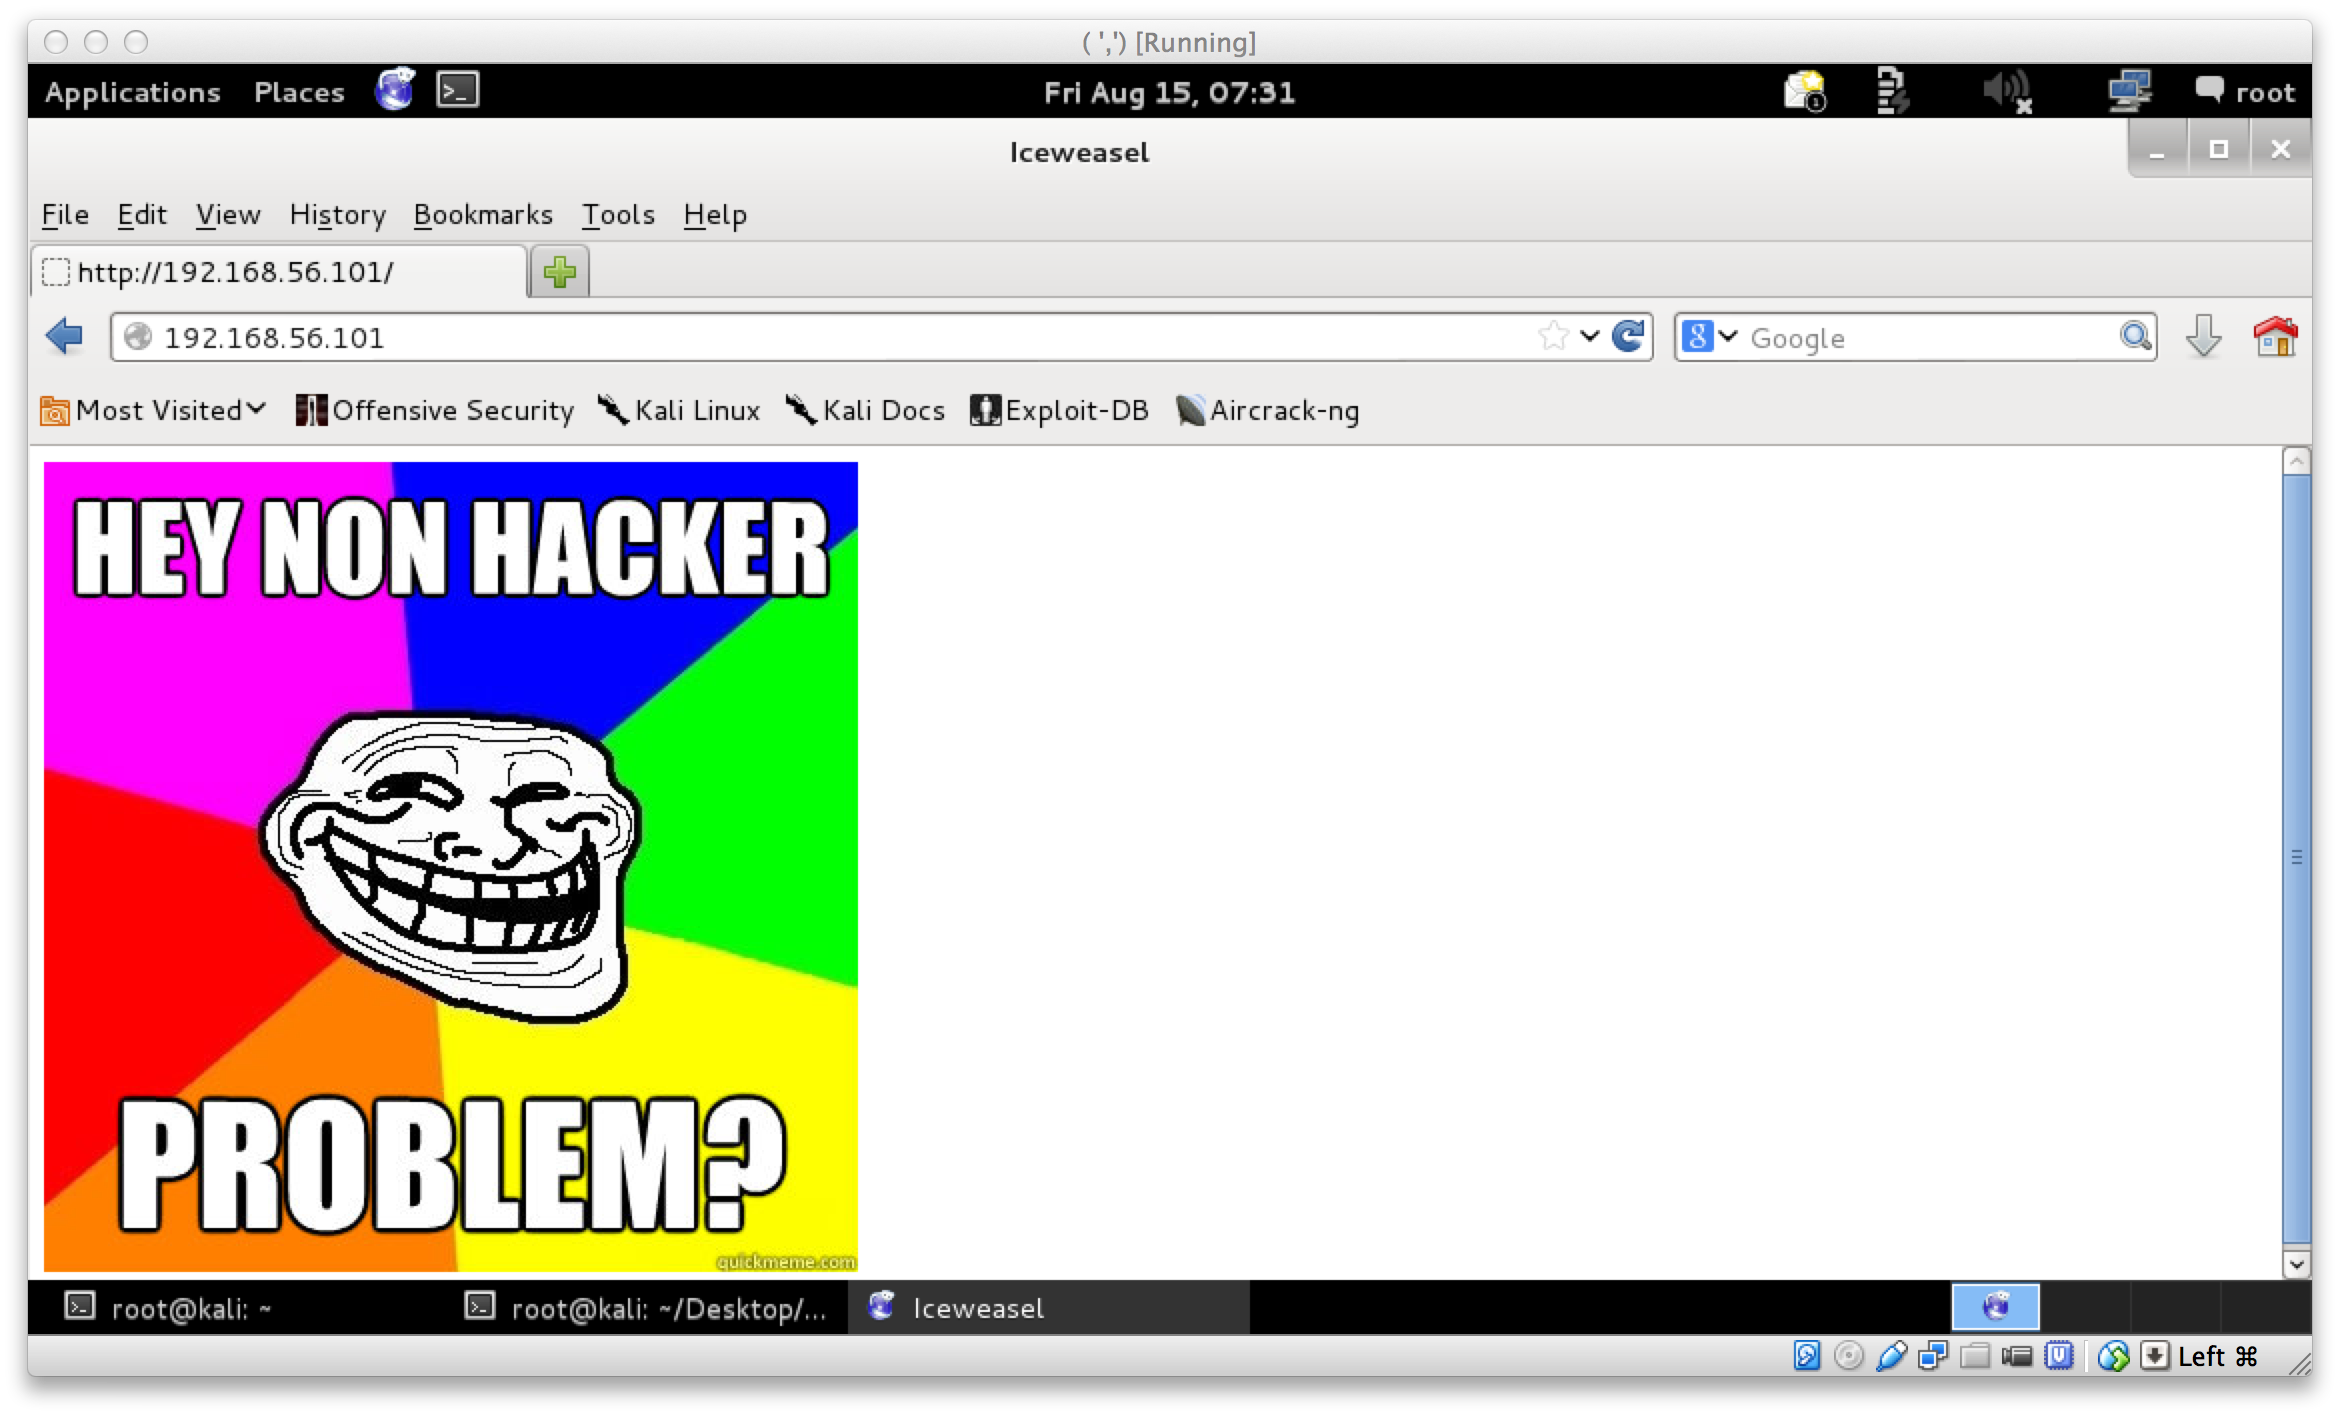 ( ',') [Running]
Applications Places Fri Aug 15, 07:31 1 root
Iceweasel
File Edit View History Bookmarks Tools Help
http://192.168.56.101/
192.168.56.101 8 Google
Most Visited Offensive Security Kali Linux Kali Docs Exploit-DB Aircrack-ng
HEY NON HACKER
PROBLEM?
quickmeme.com
root@kali: ~ root@kali: ~/Desktop/... Iceweasel
Left ⌘